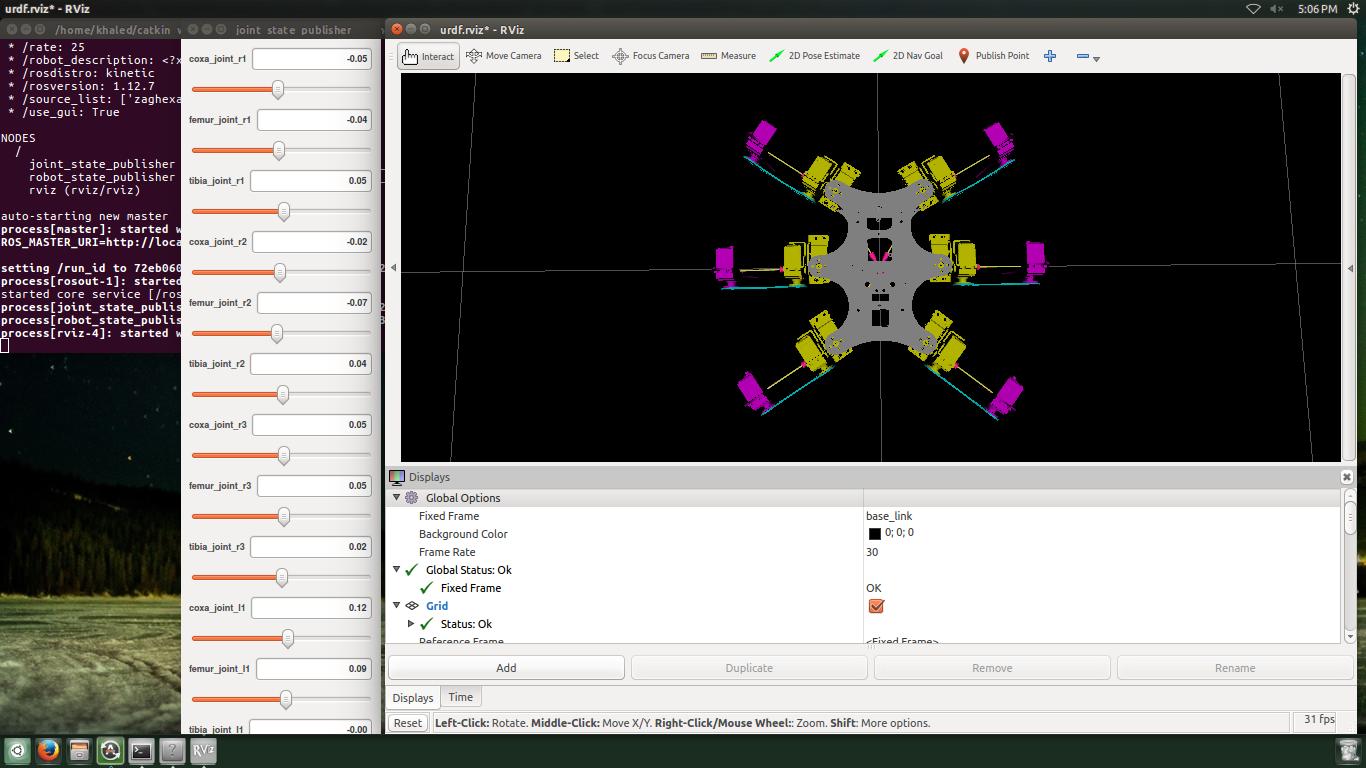 urdf.rviz* - RViz
5:06 PM
/home/khaled/catkin_w
* /rate: 25
* /robot_description: <?x
* /rosdistro: kinetic
* /rosversion: 1.12.7
* /source_list: ['zaghexa
* /use_gui: True
NODES
/
joint_state_publisher
robot_state_publisher
rviz (rviz/rviz)
auto-starting new master
process[master]: started w
ROS_MASTER_URI=http://loca
setting /run_id to 72eb060
process[rosout-1]: started
started core service [/ros
process[joint_state_publis
process[robot_state_publis
process[rviz-4]: started w
joint_state_publisher
coxa_joint_r1 -0.05
femur_joint_r1 -0.04
tibia_joint_r1 0.05
coxa_joint_r2 -0.02
femur_joint_r2 -0.07
tibia_joint_r2 0.04
coxa_joint_r3 0.05
femur_joint_r3 0.05
tibia_joint_r3 0.02
coxa_joint_l1 0.12
femur_joint_l1 0.09
tibia_joint_l1 -0.00
urdf.rviz* - RViz
Interact Move Camera Select Focus Camera Measure 2D Pose Estimate 2D Nav Goal Publish Point
Displays
Global Options
Fixed Frame base_link
Background Color 0; 0; 0
Frame Rate 30
Global Status: Ok
Fixed Frame OK
Grid
Status: Ok
Reference Frame <Fixed Frame>
Add Duplicate Remove Rename
Displays Time
Reset Left-Click: Rotate. Middle-Click: Move X/Y. Right-Click/Mouse Wheel:: Zoom. Shift: More options. 31 fps
RViz